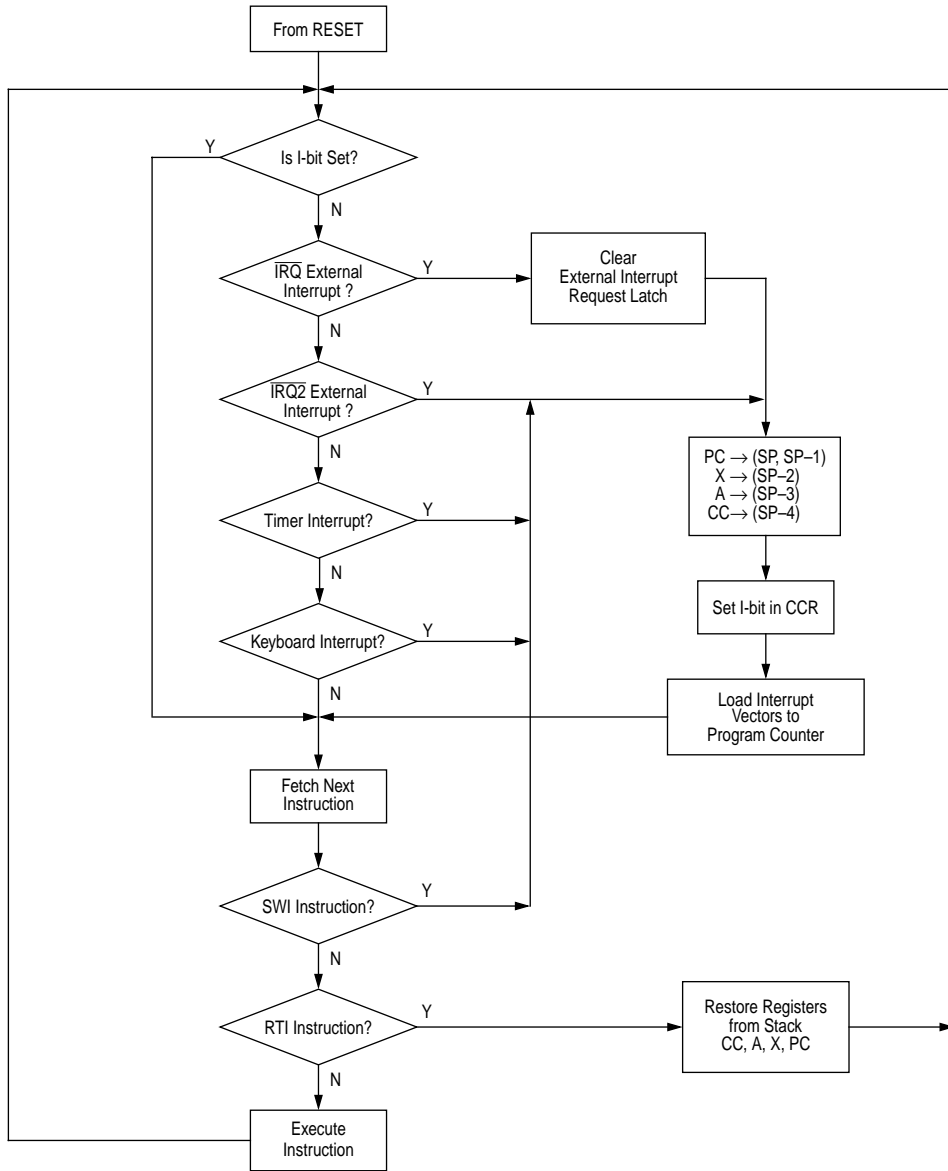 From RESET
Y
Is I-bit Set?
N
IRQ External
Interrupt ?
Y
Clear
External Interrupt
Request Latch
N
IRQ2 External
Interrupt ?
Y
N
PC → (SP, SP–1)
X → (SP–2)
A → (SP–3)
CC → (SP–4)
Timer Interrupt?
Y
N
Set I-bit in CCR
Keyboard Interrupt?
Y
N
Load Interrupt
Vectors to
Program Counter
Fetch Next
Instruction
SWI Instruction?
Y
N
RTI Instruction?
Y
Restore Registers
from Stack
CC, A, X, PC
N
Execute
Instruction